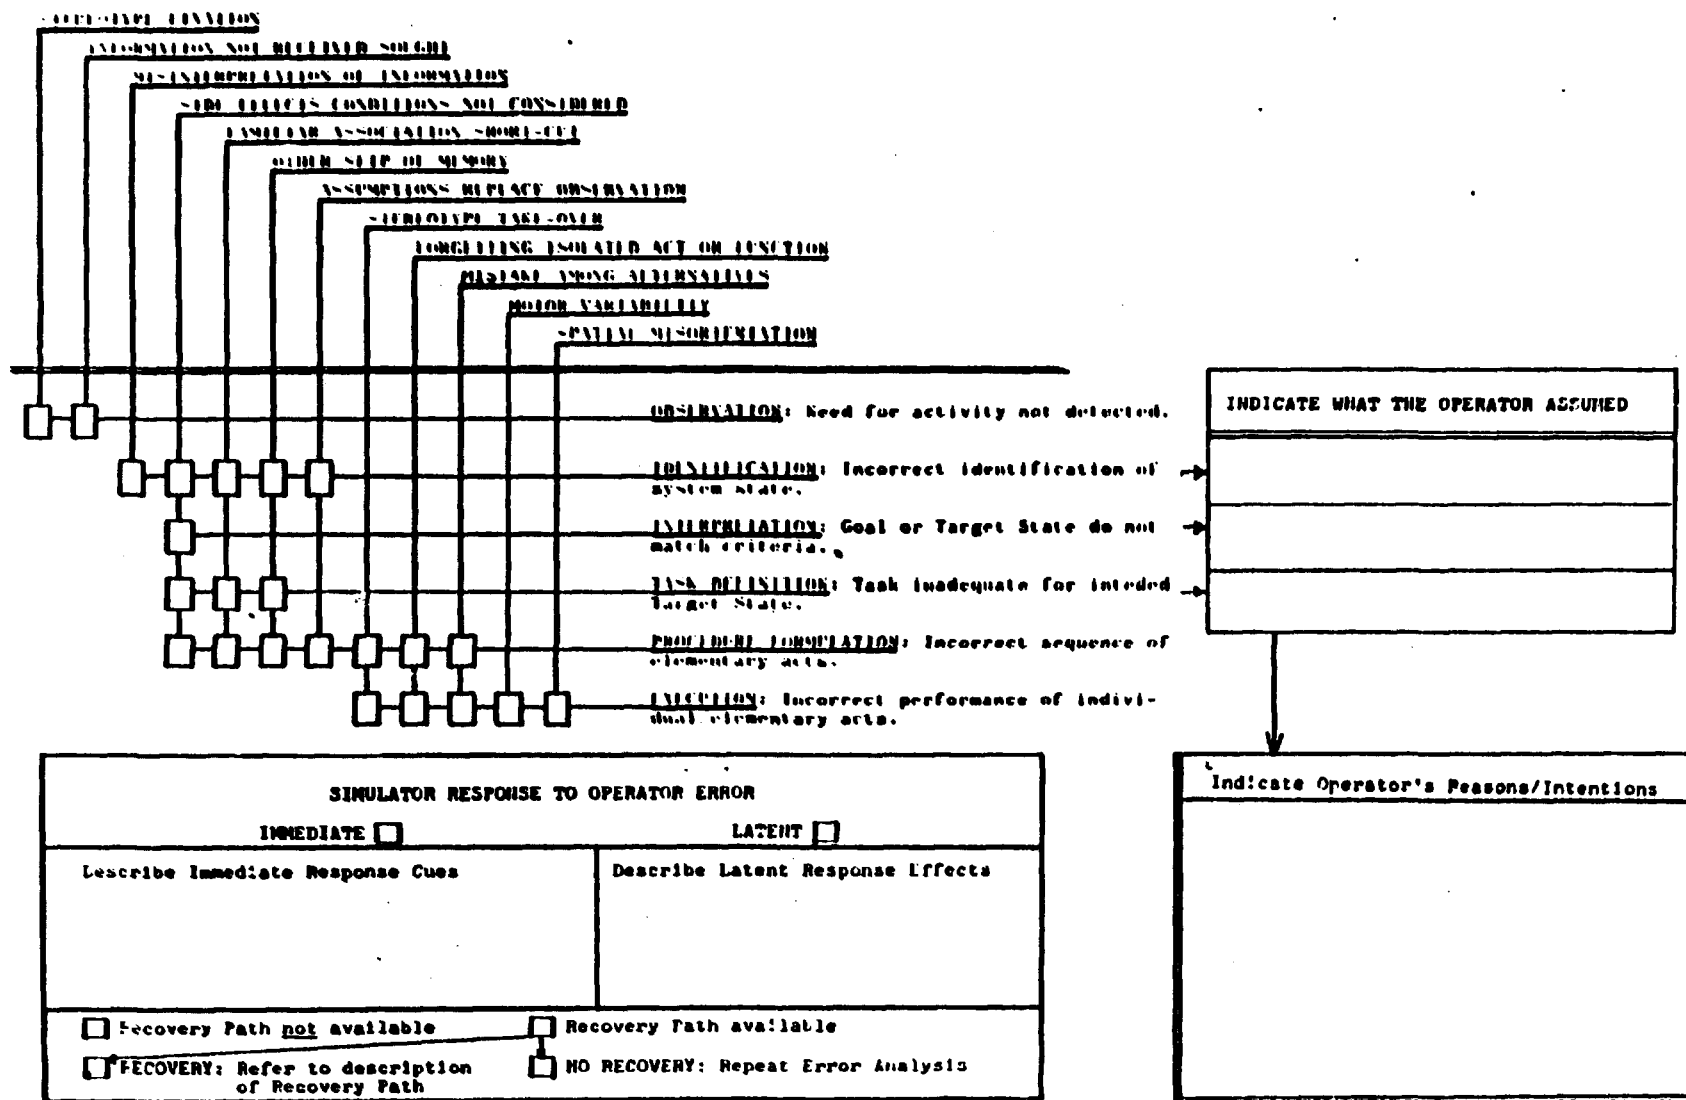 STEREOTYPE FIXATION
INFORMATION NOT RECEIVED SOUGHT
MISINTERPRETATION OF INFORMATION
SIDE EFFECTS CONDITIONS NOT CONSIDERED
FAMILIAR ASSOCIATION SHORT-CUT
OTHER SLIP OF MEMORY
ASSUMPTIONS REPLACE OBSERVATION
STEREOTYPE TAKE-OVER
FORGETTING ISOLATED ACT OR FUNCTION
MISTAKE AMONG ALTERNATIVES
MOTOR VARIABILITY
SPATIAL MISORIENTATION
OBSERVATION: Need for activity not detected.
IDENTIFICATION: Incorrect identification of
system state.
INTERPRETATION: Goal or Target State do not
match criteria.
TASK DEFINITION: Task inadequate for inteded
Target State.
PROCEDURE FORMULATION: Incorrect sequence of
elementary acts.
EXECUTION: Incorrect performance of indivi-
dual elementary acts.
INDICATE WHAT THE OPERATOR ASSUMED
Indicate Operator's Reasons/Intentions
SIMULATOR RESPONSE TO OPERATOR ERROR
IMMEDIATE LATENT
Describe Immediate Response Cues
Describe Latent Response Effects
Recovery Path not available
Recovery Path available
RECOVERY: Refer to description
of Recovery Path
NO RECOVERY: Repeat Error Analysis